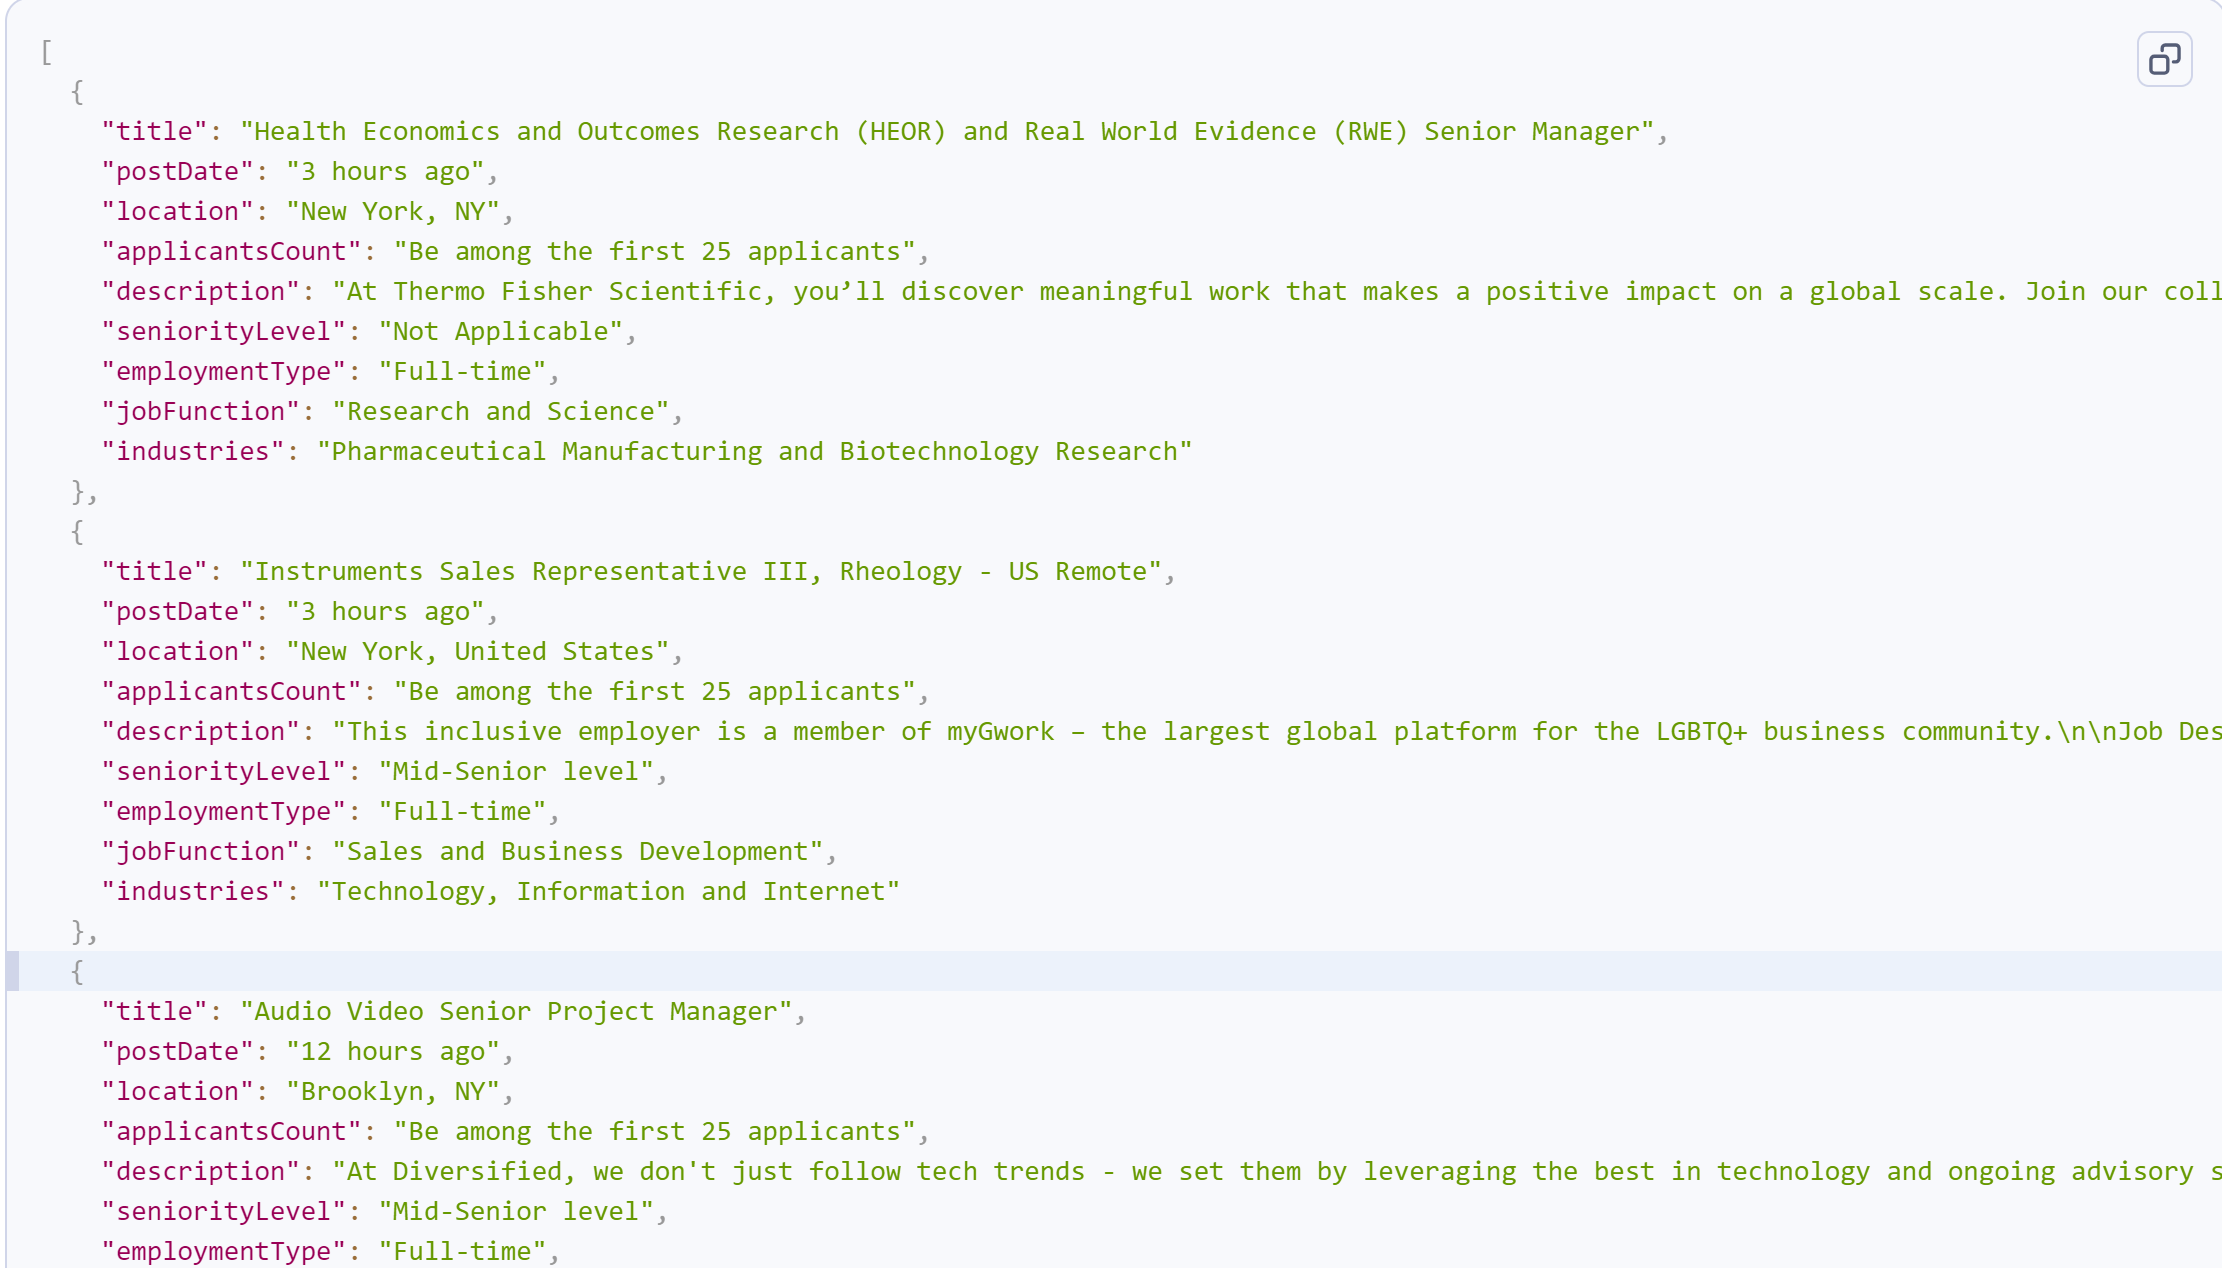 [
  {
    "title": "Health Economics and Outcomes Research (HEOR) and Real World Evidence (RWE) Senior Manager",
    "postDate": "3 hours ago",
    "location": "New York, NY",
    "applicantsCount": "Be among the first 25 applicants",
    "description": "At Thermo Fisher Scientific, you’ll discover meaningful work that makes a positive impact on a global scale. Join our coll
    "seniorityLevel": "Not Applicable",
    "employmentType": "Full-time",
    "jobFunction": "Research and Science",
    "industries": "Pharmaceutical Manufacturing and Biotechnology Research"
  },
  {
    "title": "Instruments Sales Representative III, Rheology - US Remote",
    "postDate": "3 hours ago",
    "location": "New York, United States",
    "applicantsCount": "Be among the first 25 applicants",
    "description": "This inclusive employer is a member of myGwork – the largest global platform for the LGBTQ+ business community.\n\nJob Des
    "seniorityLevel": "Mid-Senior level",
    "employmentType": "Full-time",
    "jobFunction": "Sales and Business Development",
    "industries": "Technology, Information and Internet"
  },
  {
    "title": "Audio Video Senior Project Manager",
    "postDate": "12 hours ago",
    "location": "Brooklyn, NY",
    "applicantsCount": "Be among the first 25 applicants",
    "description": "At Diversified, we don't just follow tech trends - we set them by leveraging the best in technology and ongoing advisory s
    "seniorityLevel": "Mid-Senior level",
    "employmentType": "Full-time",